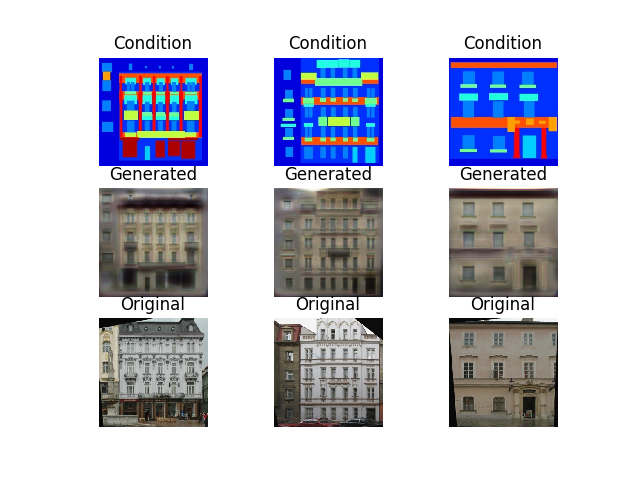 Condition Condition Condition
Generated Generated Generated
Original Original Original